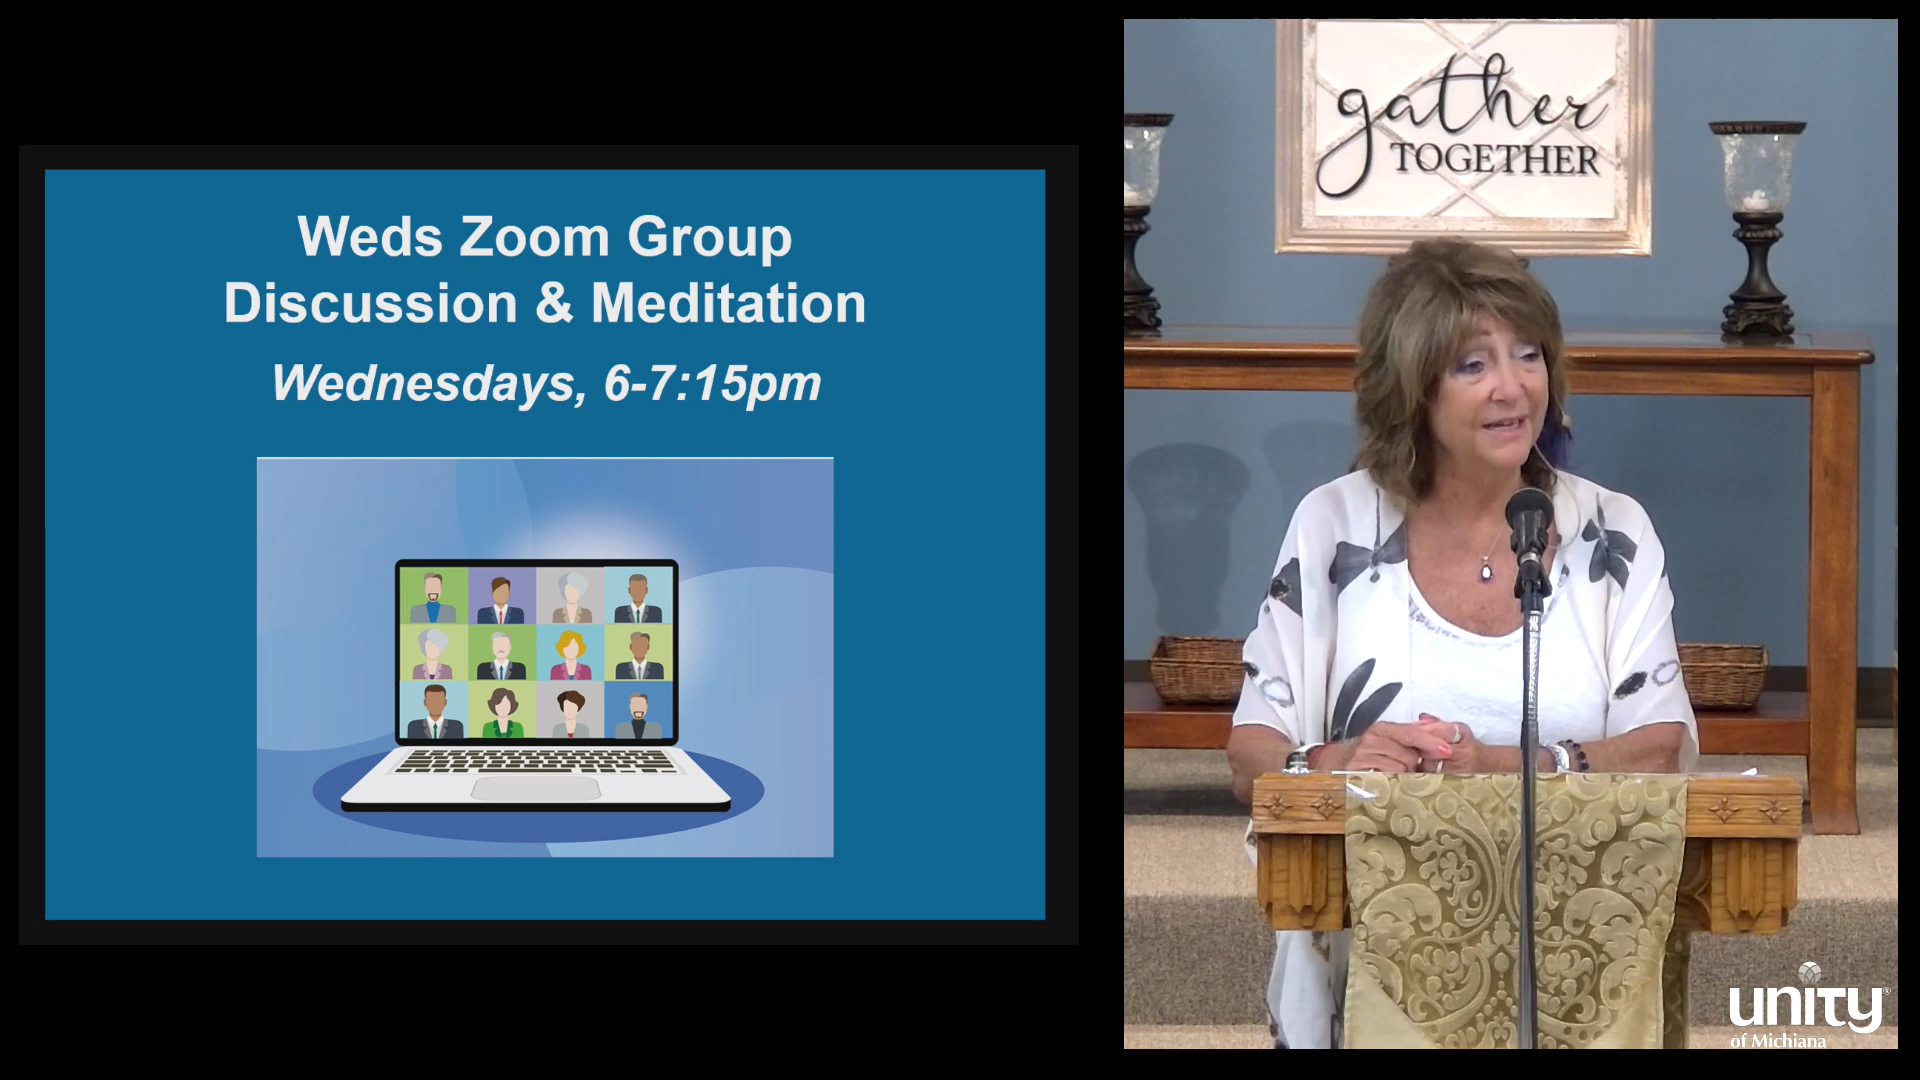 Weds Zoom Group
Discussion & Meditation
Wednesdays, 6-7:15pm
gather
TOGETHER
unity®
of Michiana